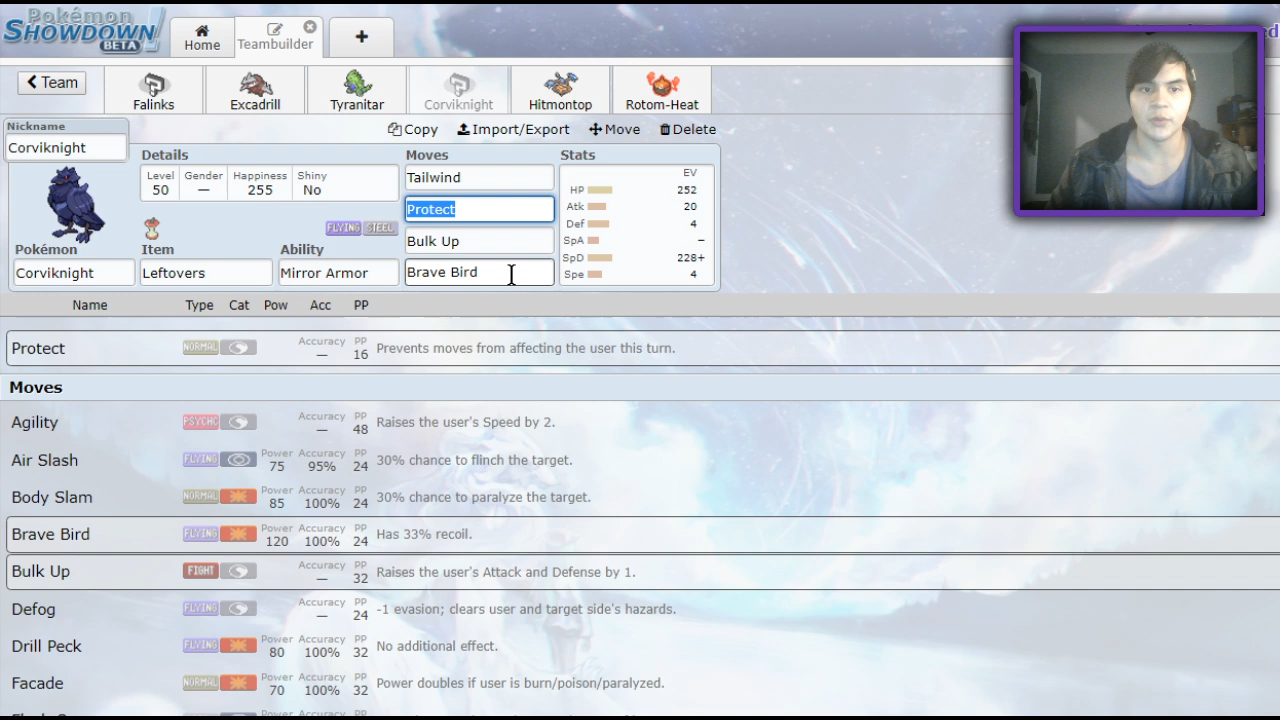 Pokémon
SHOWDOWN!
BETA
Home
Teambuilder
+
Team
Falinks
Excadrill
Tyranitar
Corviknight
Hitmontop
Rotom-Heat
Copy
Import/Export
Move
Delete
Nickname
Corviknight
Details
Level
50
Gender
—
Happiness
255
Shiny
No
FLYING
STEEL
Pokémon
Corviknight
Item
Leftovers
Ability
Mirror Armor
Moves
Tailwind
Protect
Bulk Up
Brave Bird
Stats
EV
HP 252
Atk 20
Def 4
SpA –
SpD 228+
Spe 4
Name Type Cat Pow Acc PP
Protect NORMAL Accuracy — PP 16 Prevents moves from affecting the user this turn.
Moves
Agility PSYCHC Accuracy — PP 48 Raises the user's Speed by 2.
Air Slash FLYING Power 75 Accuracy 95% PP 24 30% chance to flinch the target.
Body Slam NORMAL Power 85 Accuracy 100% PP 24 30% chance to paralyze the target.
Brave Bird FLYING Power 120 Accuracy 100% PP 24 Has 33% recoil.
Bulk Up FIGHT Accuracy — PP 32 Raises the user's Attack and Defense by 1.
Defog FLYING Accuracy — PP 24 -1 evasion; clears user and target side's hazards.
Drill Peck FLYING Power 80 Accuracy 100% PP 32 No additional effect.
Facade NORMAL Power 70 Accuracy 100% PP 32 Power doubles if user is burn/poison/paralyzed.
Power Accuracy PP